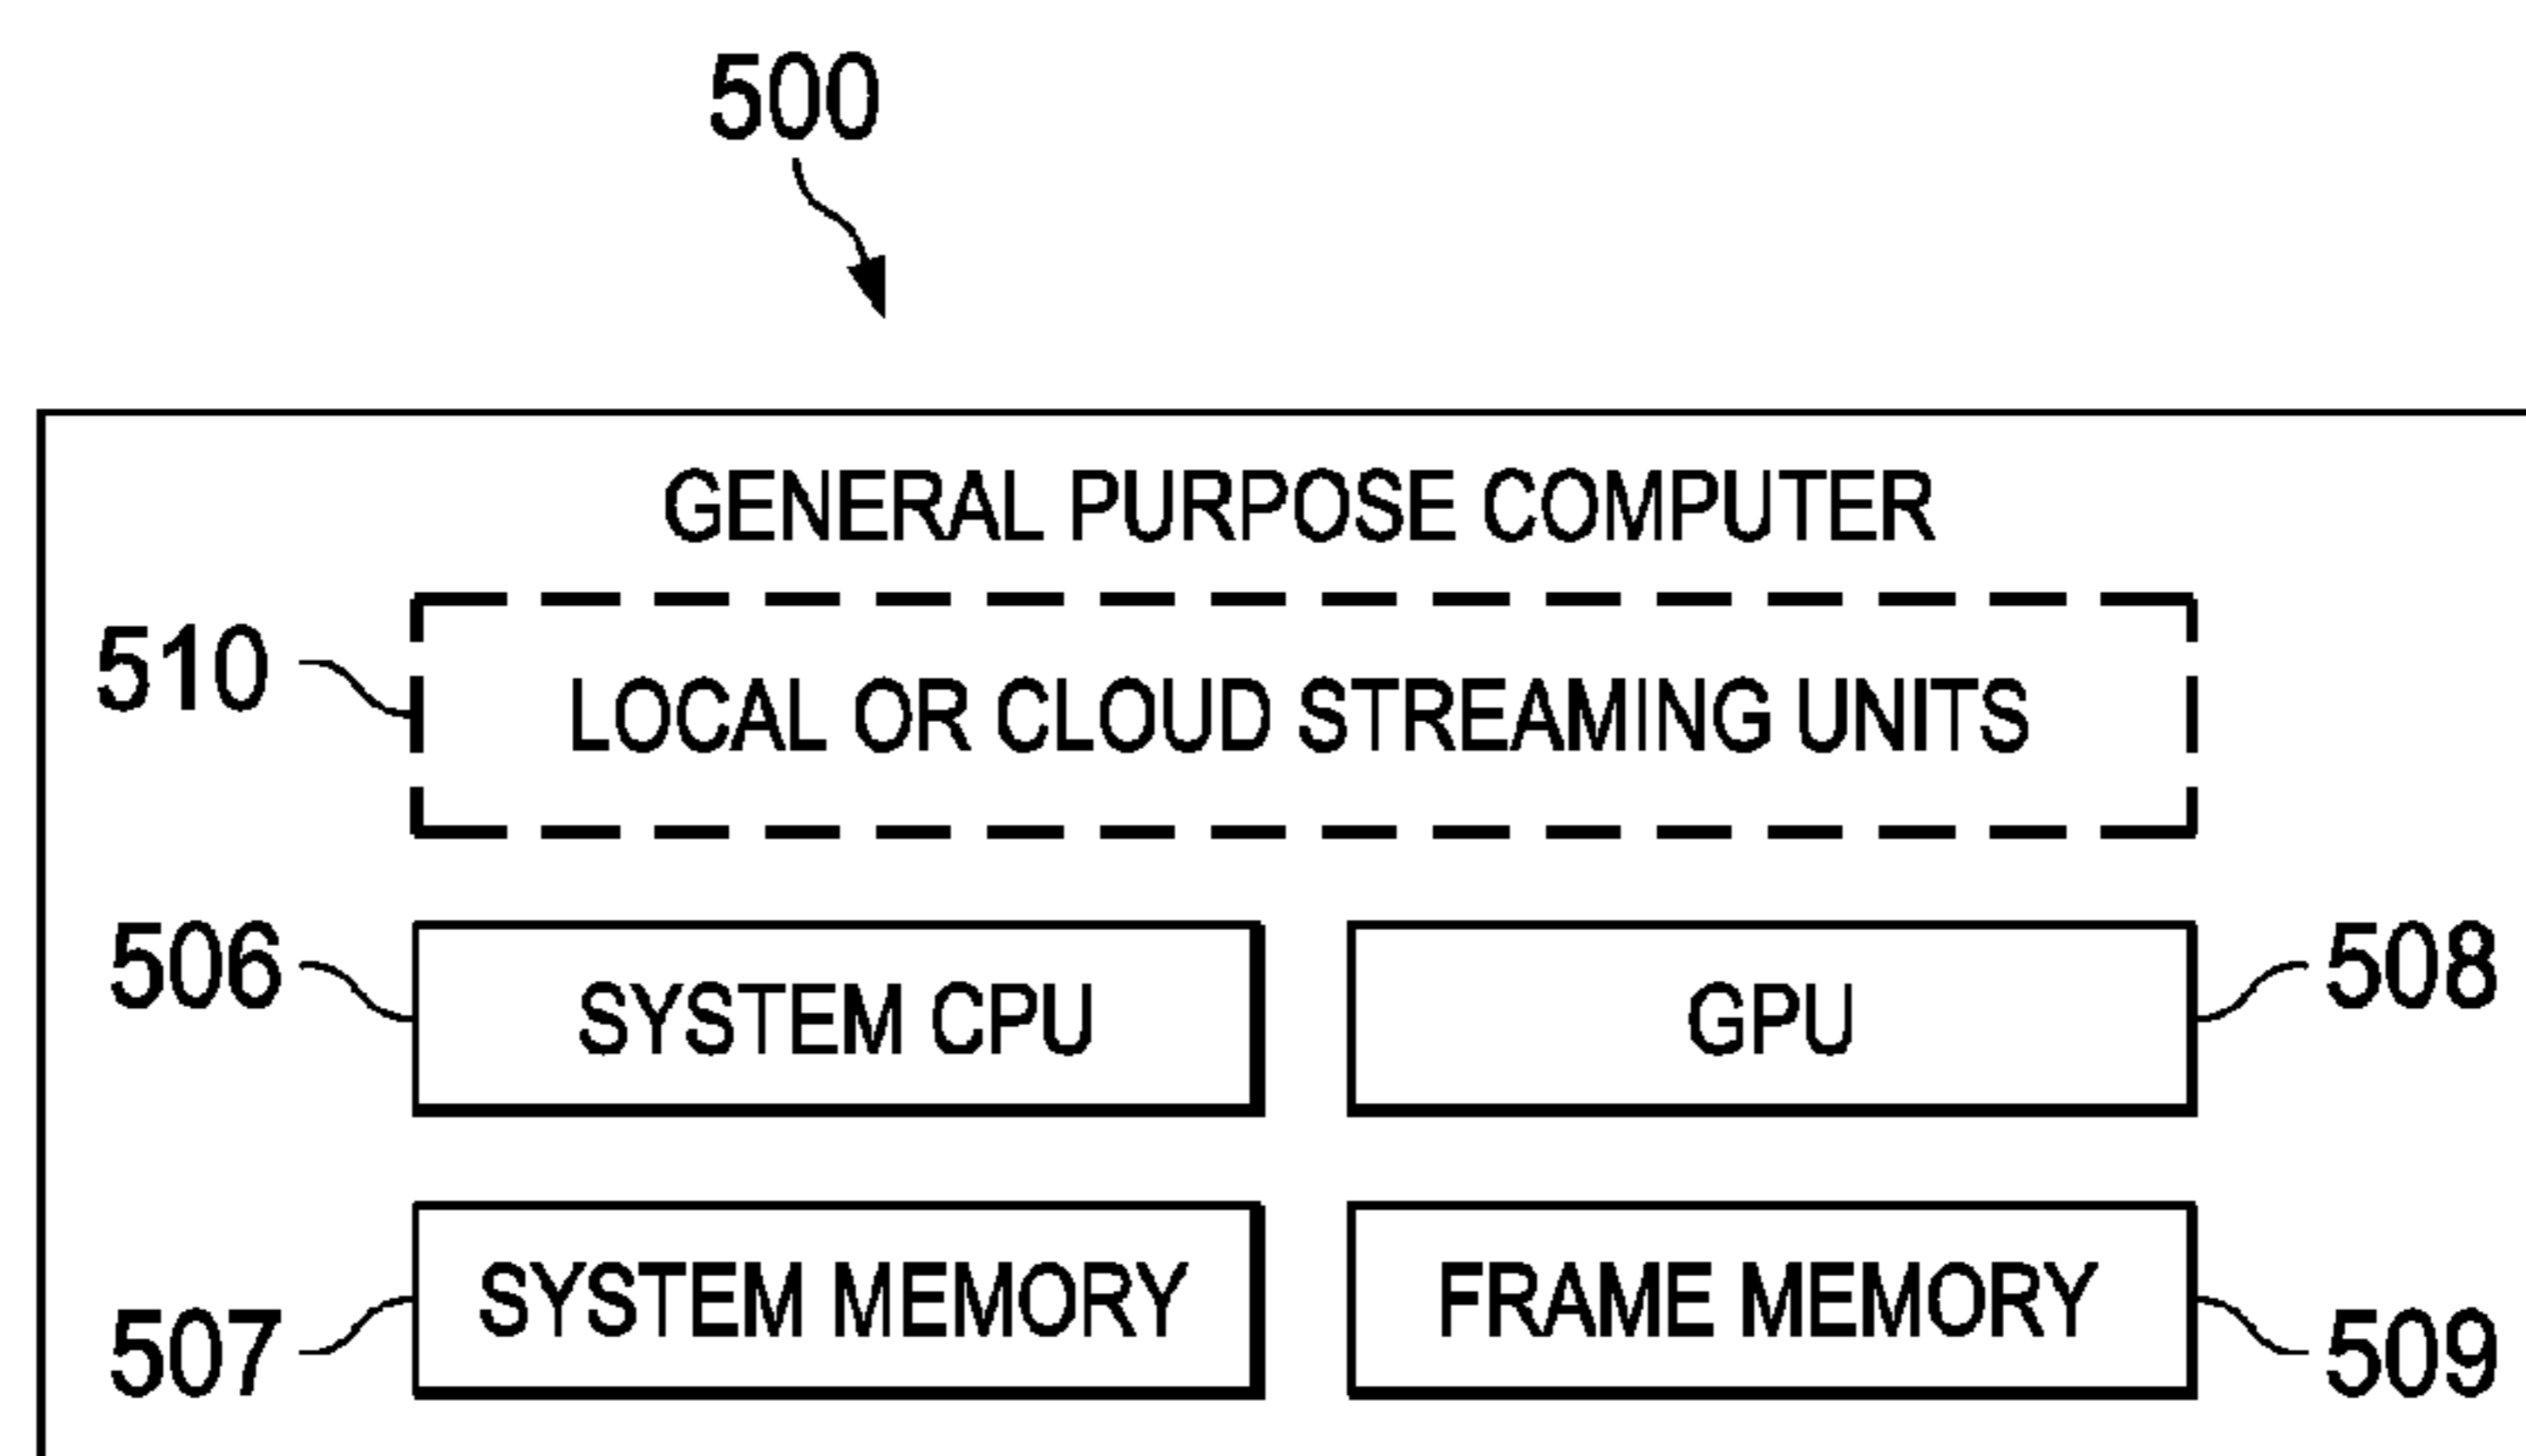 500
GENERAL PURPOSE COMPUTER
510
LOCAL OR CLOUD STREAMING UNITS
506
SYSTEM CPU
GPU
508
507
SYSTEM MEMORY
FRAME MEMORY
509